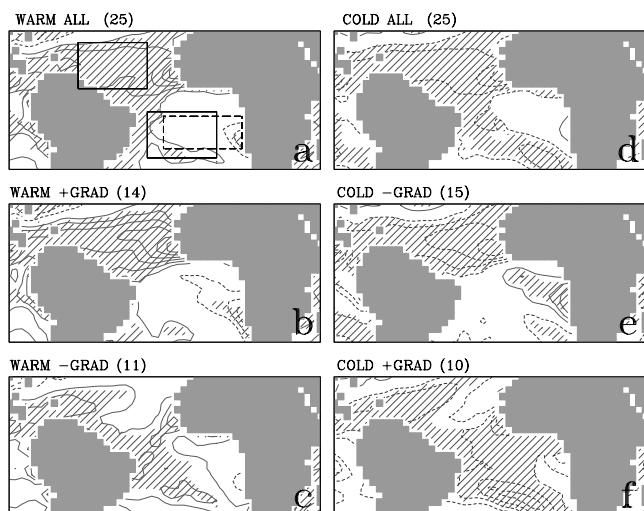 WARM ALL (25)
COLD ALL (25)
a
d
WARM +GRAD (14)
COLD −GRAD (15)
b
e
WARM −GRAD (11)
COLD +GRAD (10)
c
f